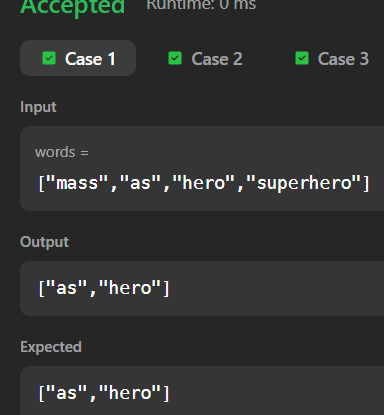 Accepted Runtime: 0 ms
Case 1 Case 2 Case 3
Input
words =
["mass","as","hero","superhero"]
Output
["as","hero"]
Expected
["as","hero"]